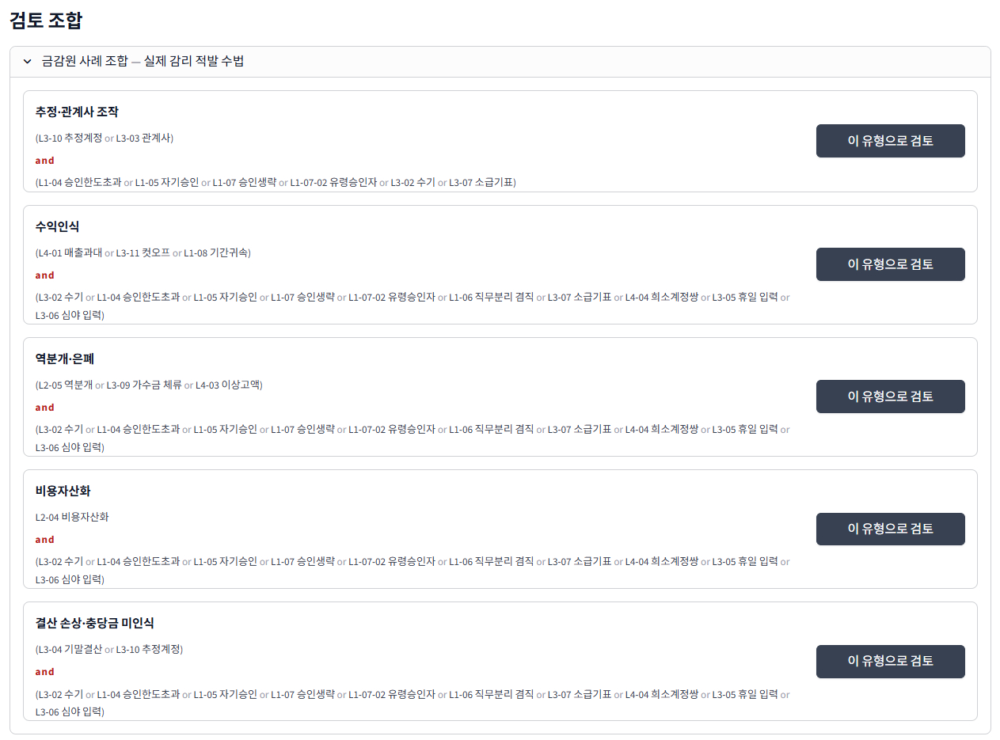 검토 조합
금감원 사례 조합 — 실제 감리 적발 수법
추정·관계사 조작
(L3-10 추정계정 or L3-03 관계사)
and
(L1-04 승인한도초과 or L1-05 자기승인 or L1-07 승인생략 or L1-07-02 유령승인자 or L3-02 수기 or L3-07 소급기표)
이 유형으로 검토
수익인식
(L4-01 매출과대 or L3-11 컷오프 or L1-08 기간귀속)
and
(L3-02 수기 or L1-04 승인한도초과 or L1-05 자기승인 or L1-07 승인생략 or L1-07-02 유령승인자 or L1-06 직무분리 겸직 or L3-07 소급기표 or L4-04 희소계정쌍 or L3-05 휴일 입력 or
L3-06 심야 입력)
이 유형으로 검토
역분개·은폐
(L2-05 역분개 or L3-09 가수금 체류 or L4-03 이상고액)
and
(L3-02 수기 or L1-04 승인한도초과 or L1-05 자기승인 or L1-07 승인생략 or L1-07-02 유령승인자 or L1-06 직무분리 겸직 or L3-07 소급기표 or L4-04 희소계정쌍 or L3-05 휴일 입력 or
L3-06 심야 입력)
이 유형으로 검토
비용자산화
L2-04 비용자산화
and
(L3-02 수기 or L1-04 승인한도초과 or L1-05 자기승인 or L1-07 승인생략 or L1-07-02 유령승인자 or L1-06 직무분리 겸직 or L3-07 소급기표 or L4-04 희소계정쌍 or L3-05 휴일 입력 or
L3-06 심야 입력)
이 유형으로 검토
결산 손상·충당금 미인식
(L3-04 기말결산 or L3-10 추정계정)
and
(L3-02 수기 or L1-04 승인한도초과 or L1-05 자기승인 or L1-07 승인생략 or L1-07-02 유령승인자 or L1-06 직무분리 겸직 or L3-07 소급기표 or L4-04 희소계정쌍 or L3-05 휴일 입력 or
L3-06 심야 입력)
이 유형으로 검토